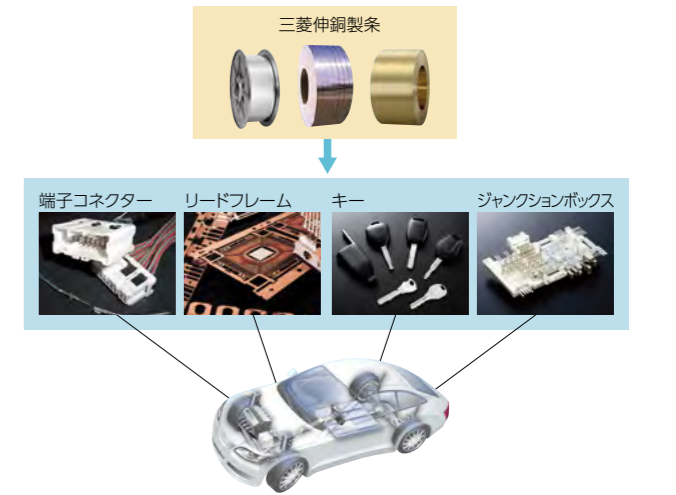 三菱伸銅製条
端子コネクター
リードフレーム
キー
ジャンクションボックス